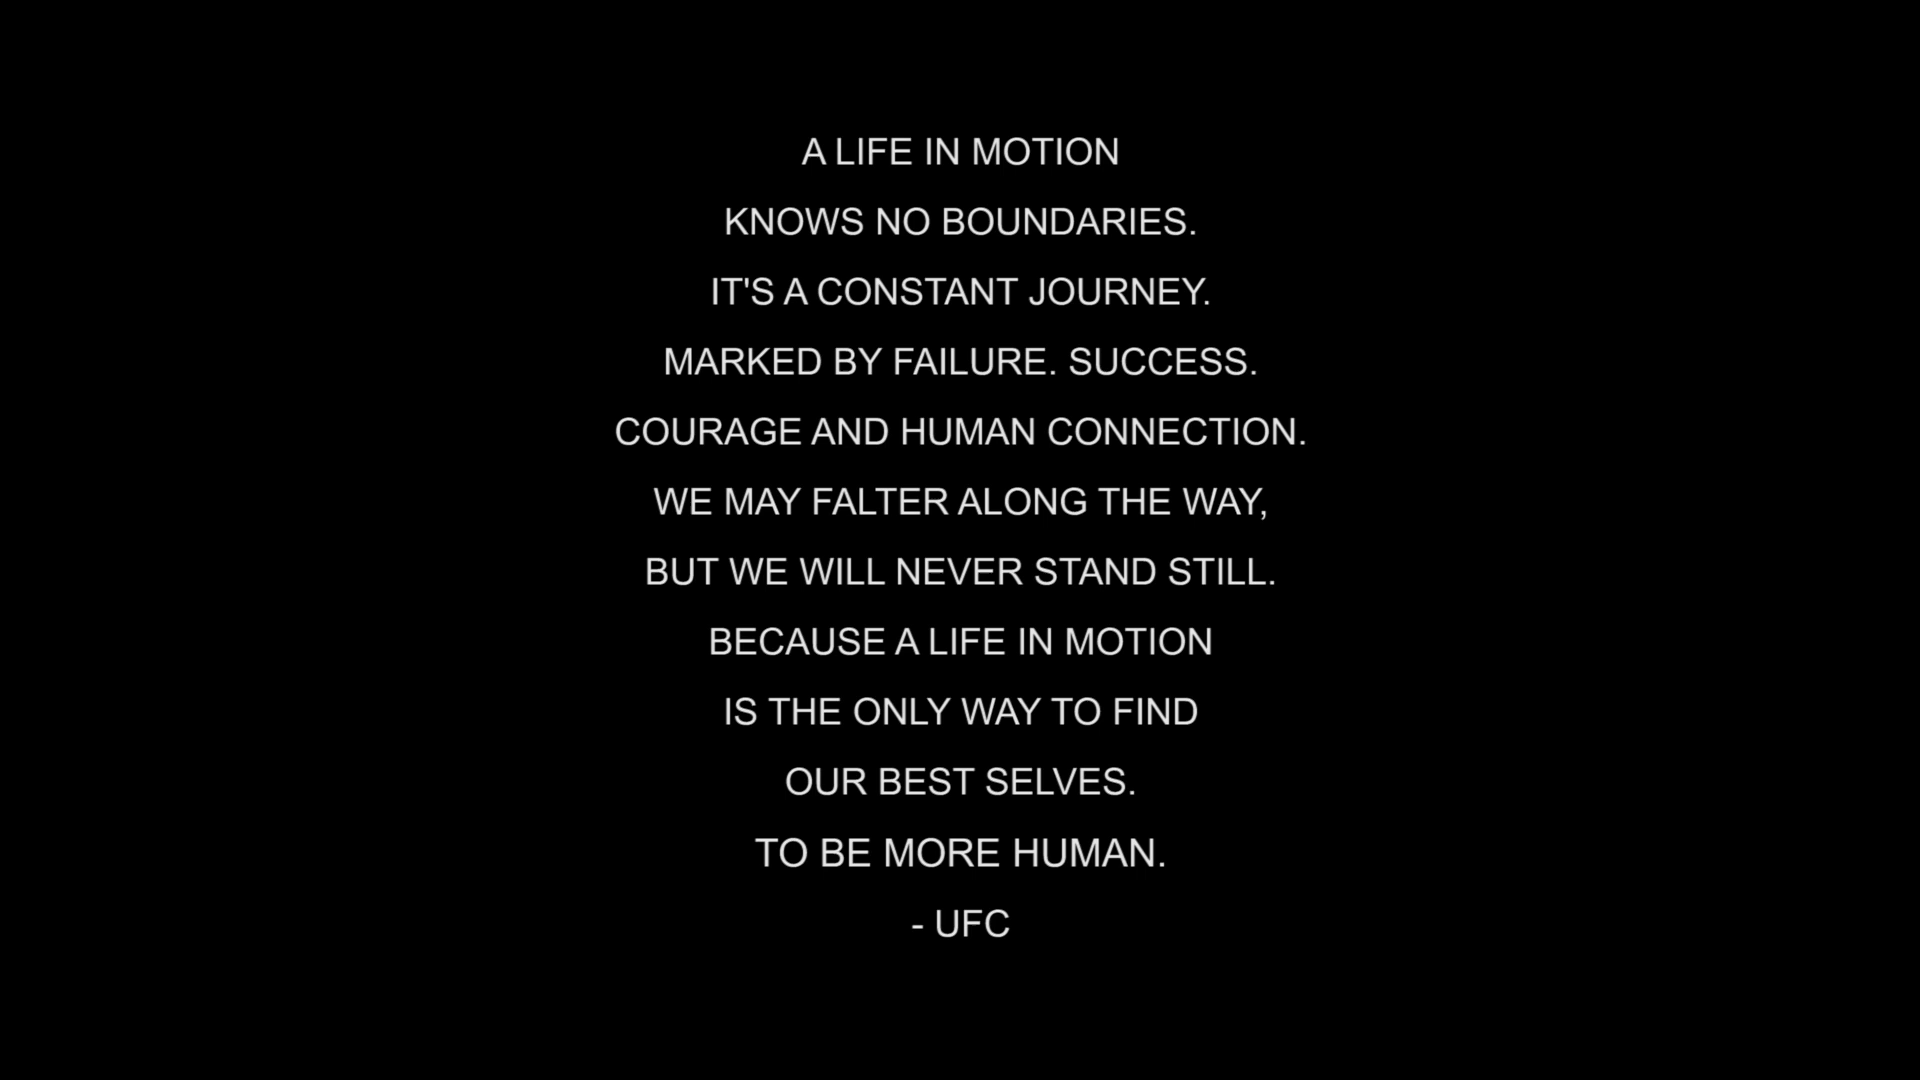 A LIFE IN MOTION
KNOWS NO BOUNDARIES.
IT'S A CONSTANT JOURNEY.
MARKED BY FAILURE. SUCCESS.
COURAGE AND HUMAN CONNECTION.
WE MAY FALTER ALONG THE WAY,
BUT WE WILL NEVER STAND STILL.
BECAUSE A LIFE IN MOTION
IS THE ONLY WAY TO FIND
OUR BEST SELVES.
TO BE MORE HUMAN.
- UFC